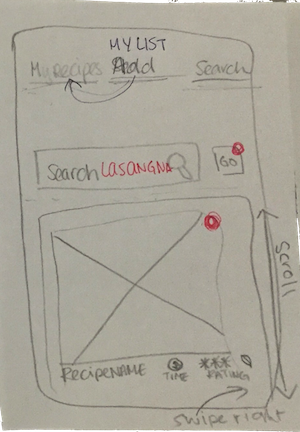 MY LIST
My Recipes Add Search
Search LASANGNA GO
RECIPENAME TIME RATING
Scroll
swipe right